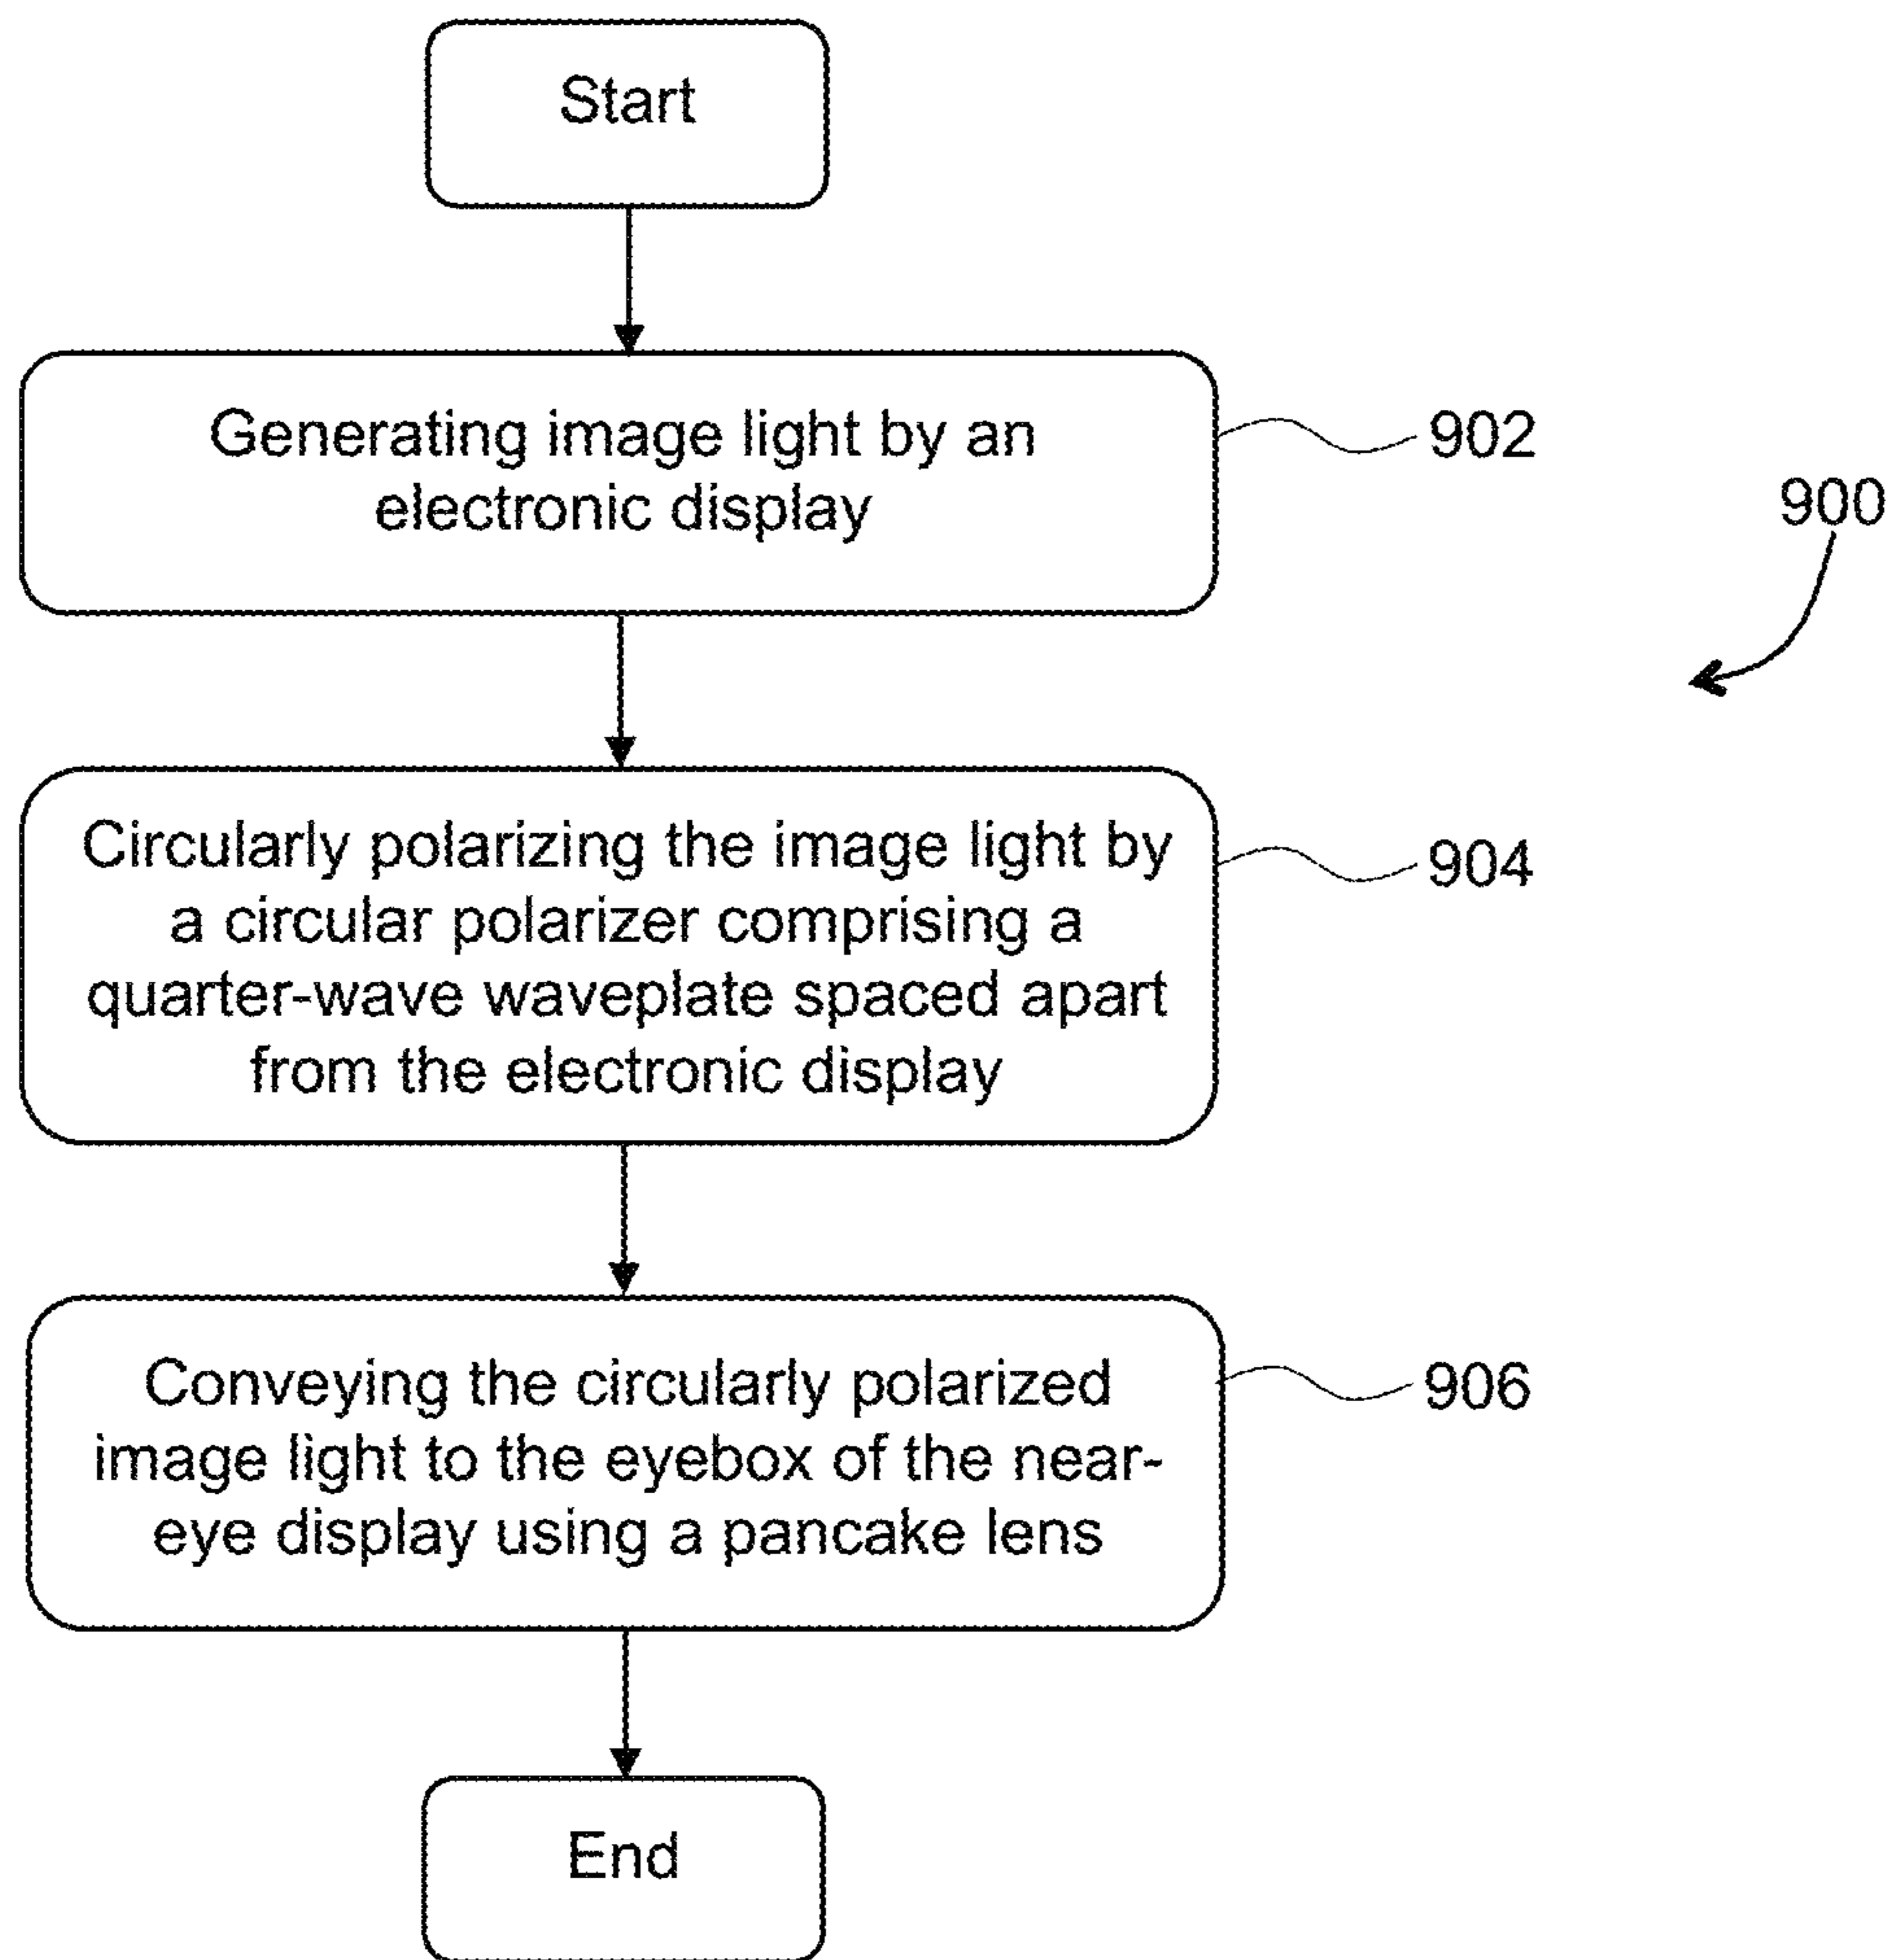 Start
Generating image light by an
electronic display
902
900
Circularly polarizing the image light by
a circular polarizer comprising a
quarter-wave waveplate spaced apart
from the electronic display
904
Conveying the circularly polarized
image light to the eyebox of the near-
eye display using a pancake lens
906
End